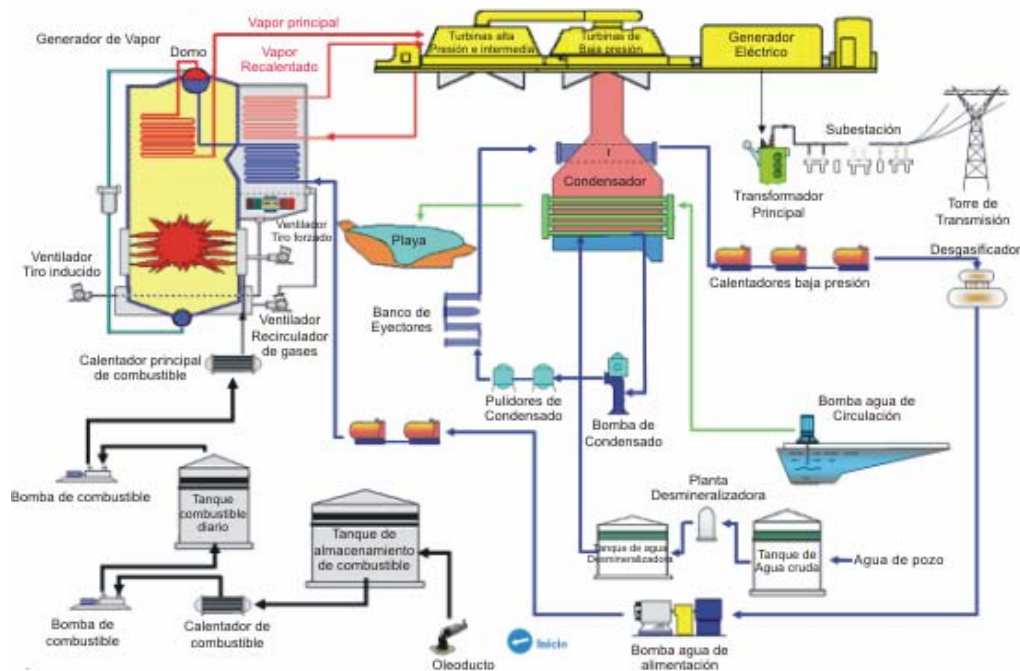 Vapor principal
Generador de Vapor
Domo
Vapor
Recalentado
Turbinas alta
Presión e intermedia
Turbinas de
Baja presión
Generador
Eléctrico
Subestación
Transformador
Principal
Torre de
Transmisión
Condensador
Playa
Ventilador
Tiro forzado
Ventilador
Tiro inducido
Ventilador
Recirculador
de gases
Banco de
Eyectores
Calentadores baja presión
Desgasificador
Calentador principal
de combustible
Pulidores de
Condensado
Bomba de
Condensado
Bomba agua de
Circulación
Bomba de combustible
Tanque
combustible
diario
Tanque de
almacenamiento
de combustible
Planta
Desmineralizadora
Tanque de agua
Desmineralizadora
Tanque de
Agua cruda
Agua de pozo
Bomba de
combustible
Calentador de
combustible
Oleoducto
Inicio
Bomba agua de
alimentación